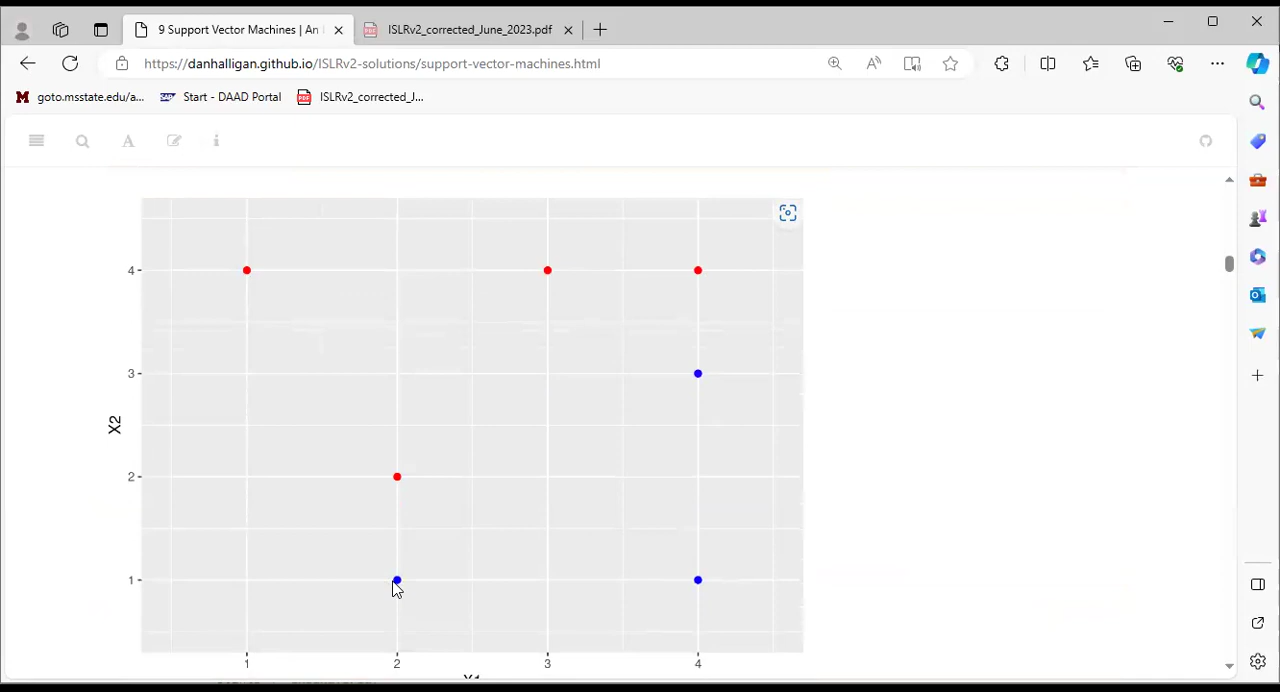 9 Support Vector Machines | An I
ISLRv2_corrected_June_2023.pdf
https://danhalligan.github.io/ISLRv2-solutions/support-vector-machines.html
goto.msstate.edu/a...
Start - DAAD Portal
ISLRv2_corrected_J...
4
3
X2
2
1
1 2 3 4